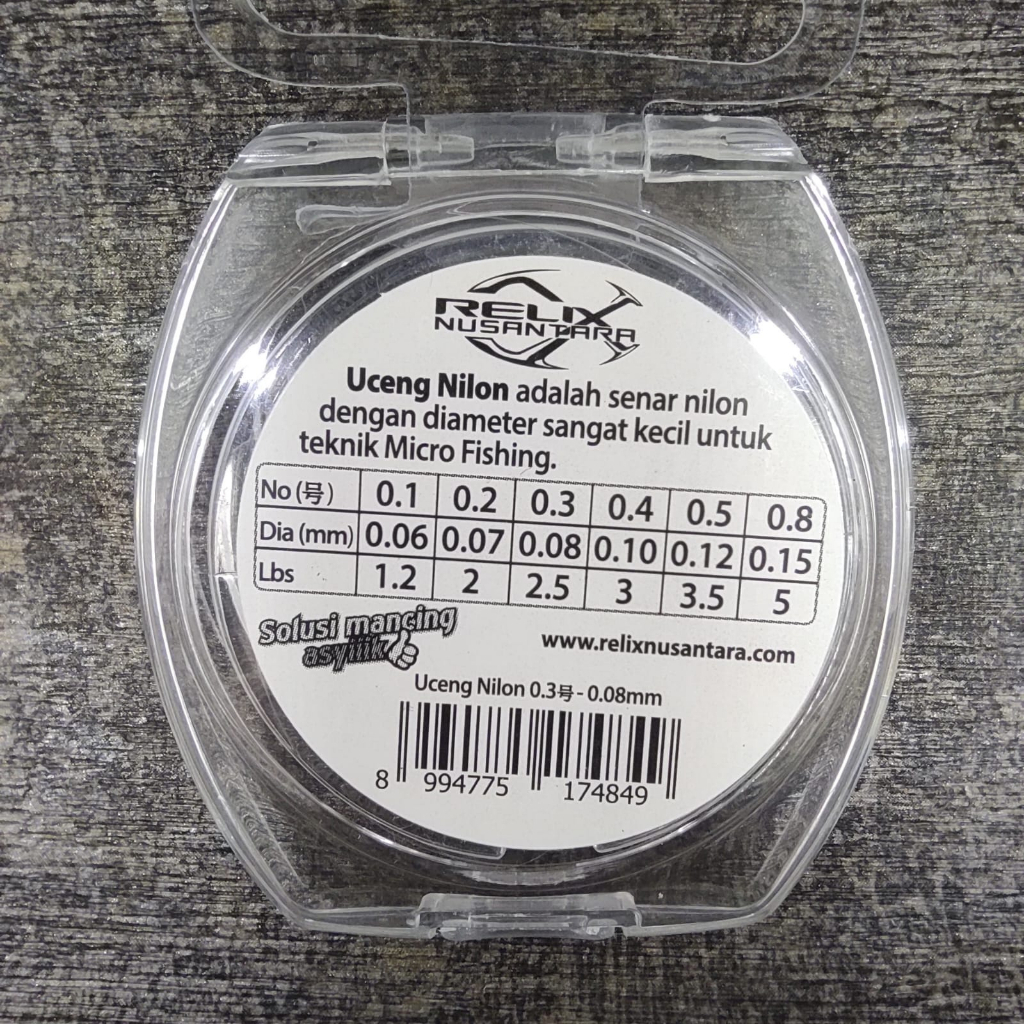 RELIX
NUSANTARA
Uceng Nilon adalah senar nilon
dengan diameter sangat kecil untuk
teknik Micro Fishing.
No (号) 0.1 0.2 0.3 0.4 0.5 0.8
Dia (mm) 0.06 0.07 0.08 0.10 0.12 0.15
Lbs 1.2 2 2.5 3 3.5 5
Solusi mancing
asyiiik
www.relixnusantara.com
Uceng Nilon 0.3号 - 0.08mm
8 994775 174849